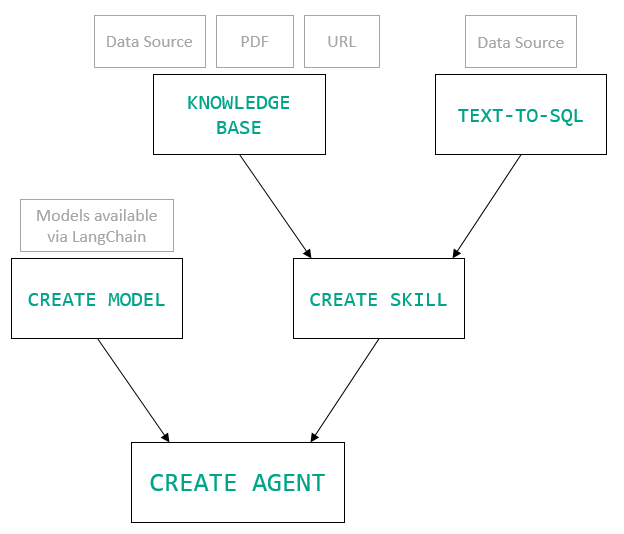 Data Source
PDF
URL
Data Source
KNOWLEDGE
BASE
TEXT-TO-SQL
Models available
via LangChain
CREATE MODEL
CREATE SKILL
CREATE AGENT